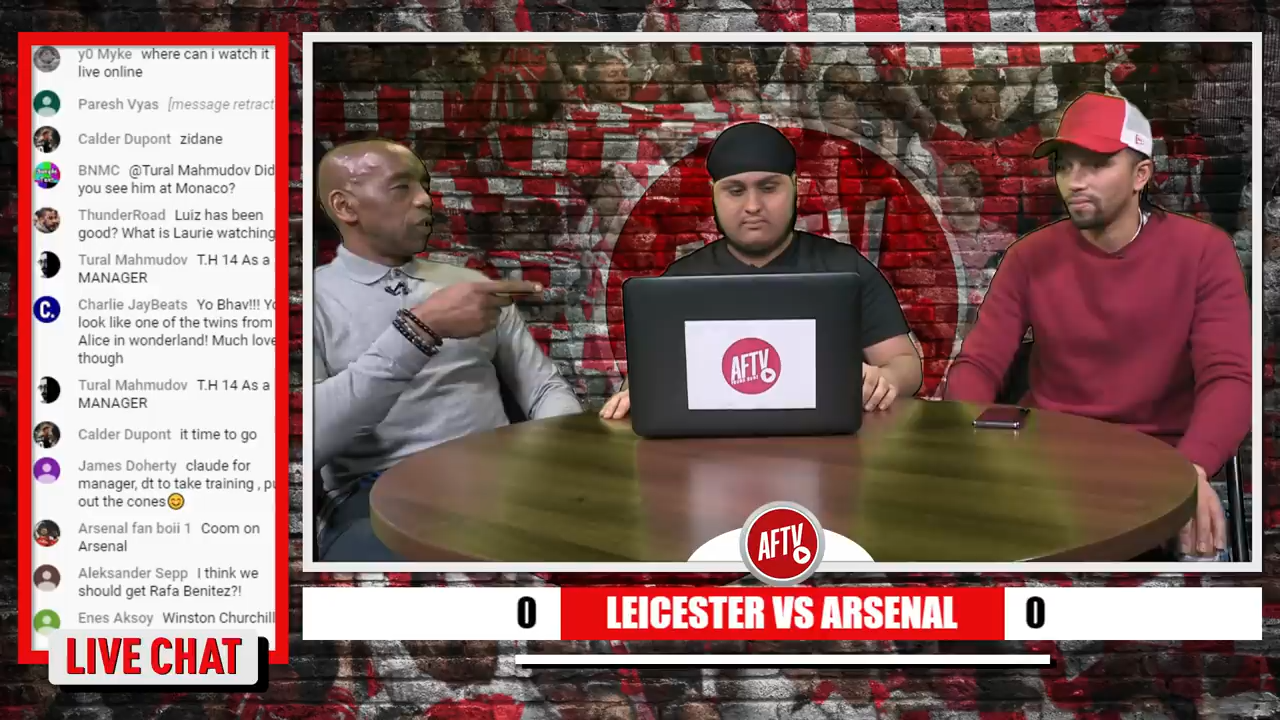 y0 Myke where can i watch it
live online
Paresh Vyas [message retract
Calder Dupont zidane
BNMC @Tural Mahmudov Did
you see him at Monaco?
ThunderRoad Luiz has been
good? What is Laurie watching
Tural Mahmudov T.H 14 As a
MANAGER
Charlie JayBeats Yo Bhav!!! Yo
look like one of the twins from
Alice in wonderland! Much love
though
Tural Mahmudov T.H 14 As a
MANAGER
Calder Dupont it time to go
James Doherty claude for
manager, dt to take training , pu
out the cones😊
Arsenal fan boii 1 Coom on
Arsenal
Aleksander Sepp I think we
should get Rafa Benitez?!
Enes Aksoy Winston Churchill
LIVE CHAT
C.
AFTV
AFTV
0 LEICESTER VS ARSENAL 0